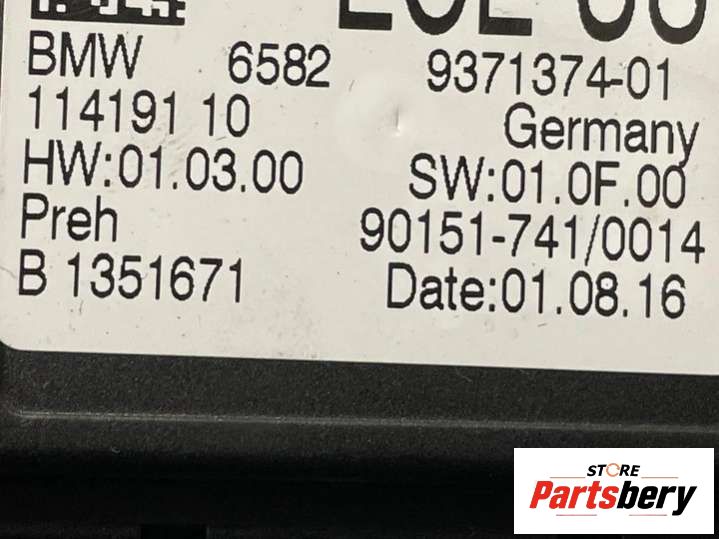 BMW 6582 9371374-01
114191 10 Germany
HW:01.03.00 SW:01.0F.00
Preh 90151-741/0014
B 1351671 Date:01.08.16
STORE
Partsbery